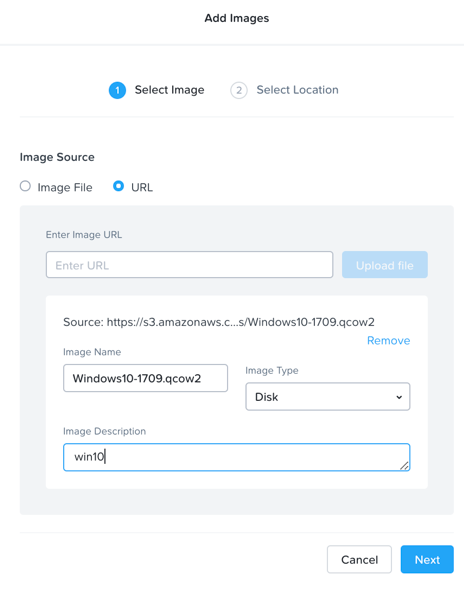 Add Images
1 Select Image 2 Select Location
Image Source
Image File URL
Enter Image URL
Enter URL Upload file
Source: https://s3.amazonaws.c...s/Windows10-1709.qcow2
Remove
Image Name
Image Type
Windows10-1709.qcow2
Disk
Image Description
win10
Cancel Next